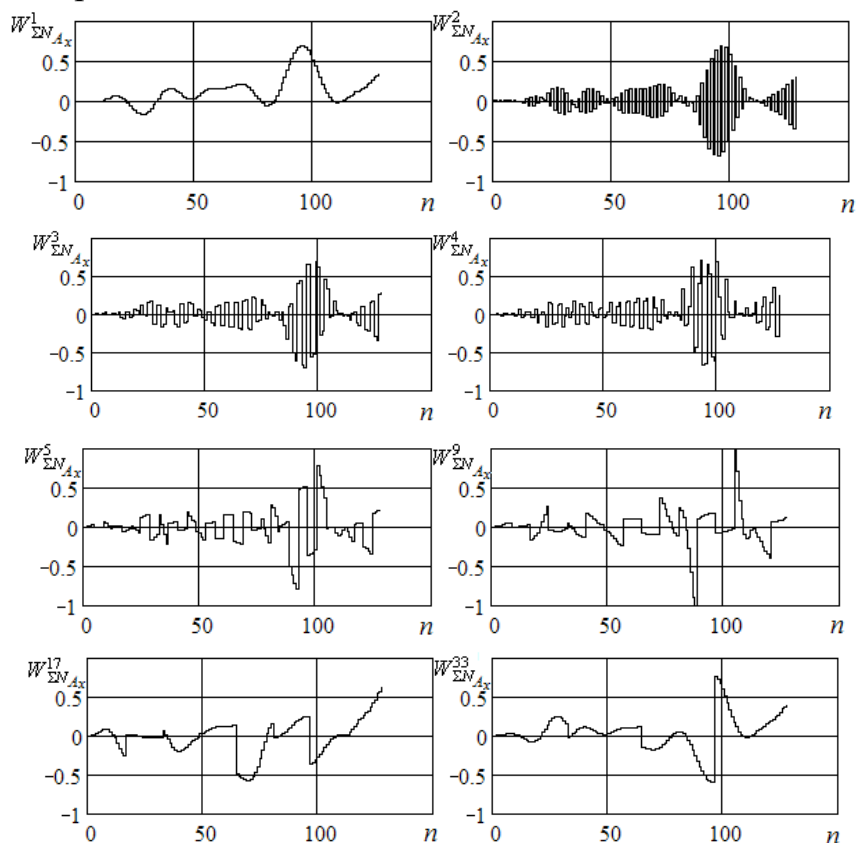 W^1_{ΣN_{A_x}} W^2_{ΣN_{A_x}}
0.5 0.5
0 0
−0.5 −0.5
−1 −1
0 50 100 n 0 50 100 n
W^3_{ΣN_{A_x}} W^4_{ΣN_{A_x}}
0.5 0.5
0 0
−0.5 −0.5
−1 −1
0 50 100 n 0 50 100 n
W^5_{ΣN_{A_x}} W^9_{ΣN_{A_x}}
0.5 0.5
0 0
−0.5 −0.5
−1 −1
0 50 100 n 0 50 100 n
W^{17}_{ΣN_{A_x}} W^{33}_{ΣN_{A_x}}
0.5 0.5
0 0
−0.5 −0.5
−1 −1
0 50 100 n 0 50 100 n